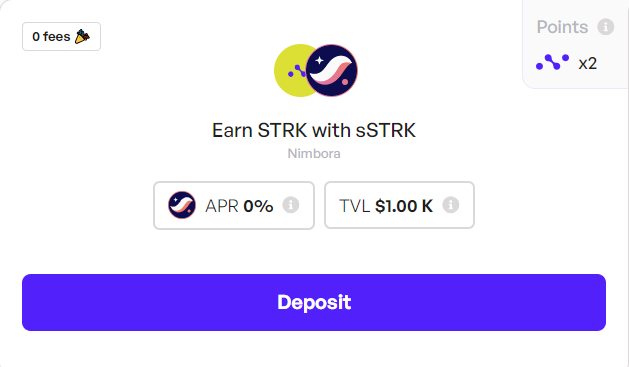 0 fees 🎉
Points
x2
Earn STRK with sSTRK
Nimbora
APR 0%
TVL $1.00 K
Deposit